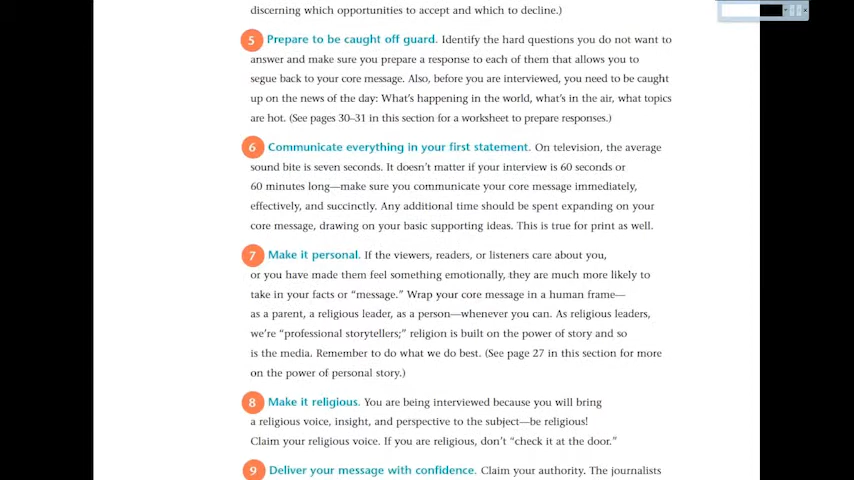 discerning which opportunities to accept and which to decline.)
5 Prepare to be caught off guard. Identify the hard questions you do not want to
answer and make sure you prepare a response to each of them that allows you to
segue back to your core message. Also, before you are interviewed, you need to be caught
up on the news of the day: What's happening in the world, what's in the air, what topics
are hot. (See pages 30–31 in this section for a worksheet to prepare responses.)
6 Communicate everything in your first statement. On television, the average
sound bite is seven seconds. It doesn't matter if your interview is 60 seconds or
60 minutes long—make sure you communicate your core message immediately,
effectively, and succinctly. Any additional time should be spent expanding on your
core message, drawing on your basic supporting ideas. This is true for print as well.
7 Make it personal. If the viewers, readers, or listeners care about you,
or you have made them feel something emotionally, they are much more likely to
take in your facts or “message.” Wrap your core message in a human frame—
as a parent, a religious leader, as a person—whenever you can. As religious leaders,
we're “professional storytellers;” religion is built on the power of story and so
is the media. Remember to do what we do best. (See page 27 in this section for more
on the power of personal story.)
8 Make it religious. You are being interviewed because you will bring
a religious voice, insight, and perspective to the subject—be religious!
Claim your religious voice. If you are religious, don't “check it at the door.”
9 Deliver your message with confidence. Claim your authority. The journalists